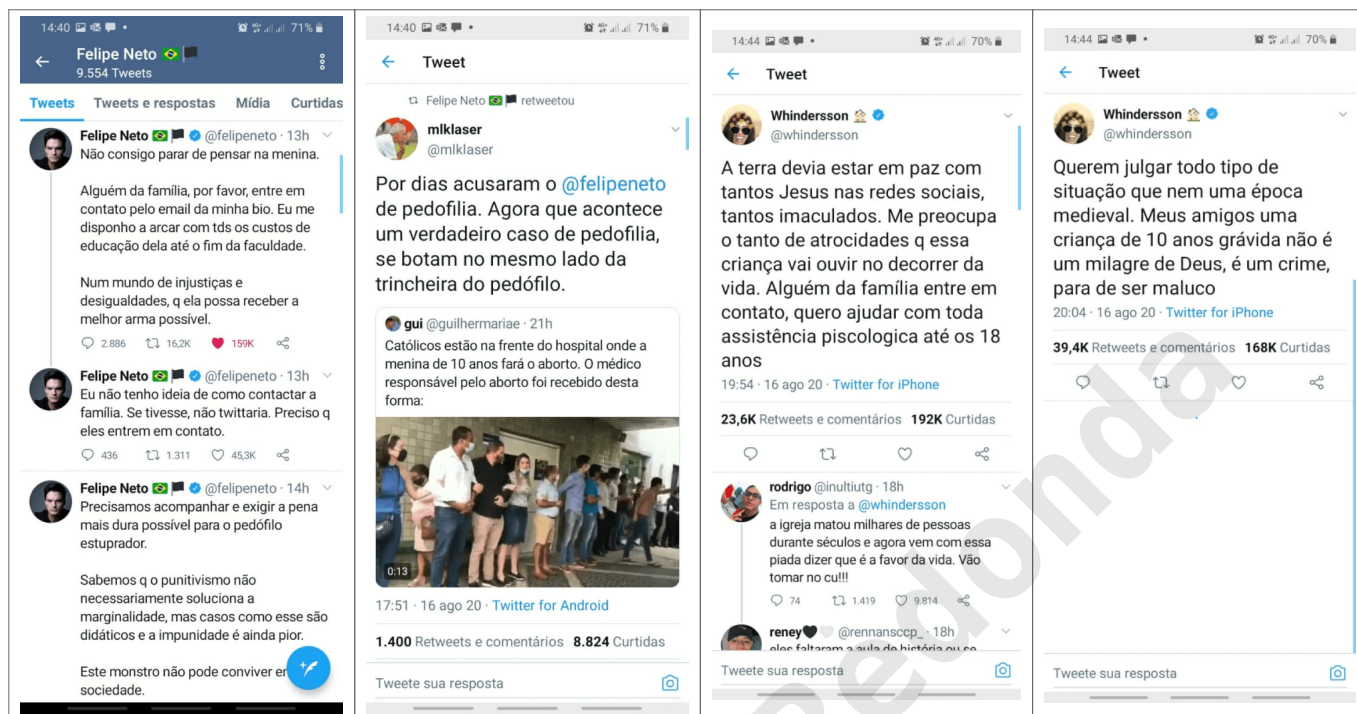 14:40 71%
Felipe Neto
9.554 Tweets
Tweets Tweets e respostas Mídia Curtidas
Felipe Neto @felipeneto · 13h
Não consigo parar de pensar na menina.
Alguém da família, por favor, entre em
contato pelo email da minha bio. Eu me
disponho a arcar com tds os custos de
educação dela até o fim da faculdade.
Num mundo de injustiças e
desigualdades, q ela possa receber a
melhor arma possível.
2.886 16,2K 159K
Felipe Neto @felipeneto · 13h
Eu não tenho ideia de como contactar a
família. Se tivesse, não twittaria. Preciso q
eles entrem em contato.
436 1.311 45,3K
Felipe Neto @felipeneto · 14h
Precisamos acompanhar e exigir a pena
mais dura possível para o pedófilo
estuprador.
Sabemos q o punitivismo não
necessariamente soluciona a
marginalidade, mas casos como esse são
didáticos e a impunidade é ainda pior.
Este monstro não pode conviver
sociedade.
14:40 71%
Tweet
Felipe Neto retweetou
mlklaser
@mlklaser
Por dias acusaram o @felipeneto
de pedofilia. Agora que acontece
um verdadeiro caso de pedofilia,
se botam no mesmo lado da
trincheira do pedófilo.
gui @guilhermariae · 21h
Católicos estão na frente do hospital onde a
menina de 10 anos fará o aborto. O médico
responsável pelo aborto foi recebido desta
forma:
0:13
17:51 · 16 ago 20 · Twitter for Android
1.400 Retweets e comentários 8.824 Curtidas
Tweete sua resposta
14:44 70%
Tweet
Whindersson
@whindersson
A terra devia estar em paz com
tantos Jesus nas redes sociais,
tantos imaculados. Me preocupa
o tanto de atrocidades q essa
criança vai ouvir no decorrer da
vida. Alguém da família entre em
contato, quero ajudar com toda
assistência piscologica até os 18
anos
19:54 · 16 ago 20 · Twitter for iPhone
23,6K Retweets e comentários 192K Curtidas
rodrigo @inultiutg · 18h
Em resposta a @whindersson
a igreja matou milhares de pessoas
durante séculos e agora vem com essa
piada dizer que é a favor da vida. Vão
tomar no cu!!!
74 1.419 9.814
reney @rennansccp_ · 18h
eles faltaram a aula de história ou se
Tweete sua resposta
14:44 70%
Tweet
Whindersson
@whindersson
Querem julgar todo tipo de
situação que nem uma época
medieval. Meus amigos uma
criança de 10 anos grávida não é
um milagre de Deus, é um crime,
para de ser maluco
20:04 · 16 ago 20 · Twitter for iPhone
39,4K Retweets e comentários 168K Curtidas
Tweete sua resposta
Redonda